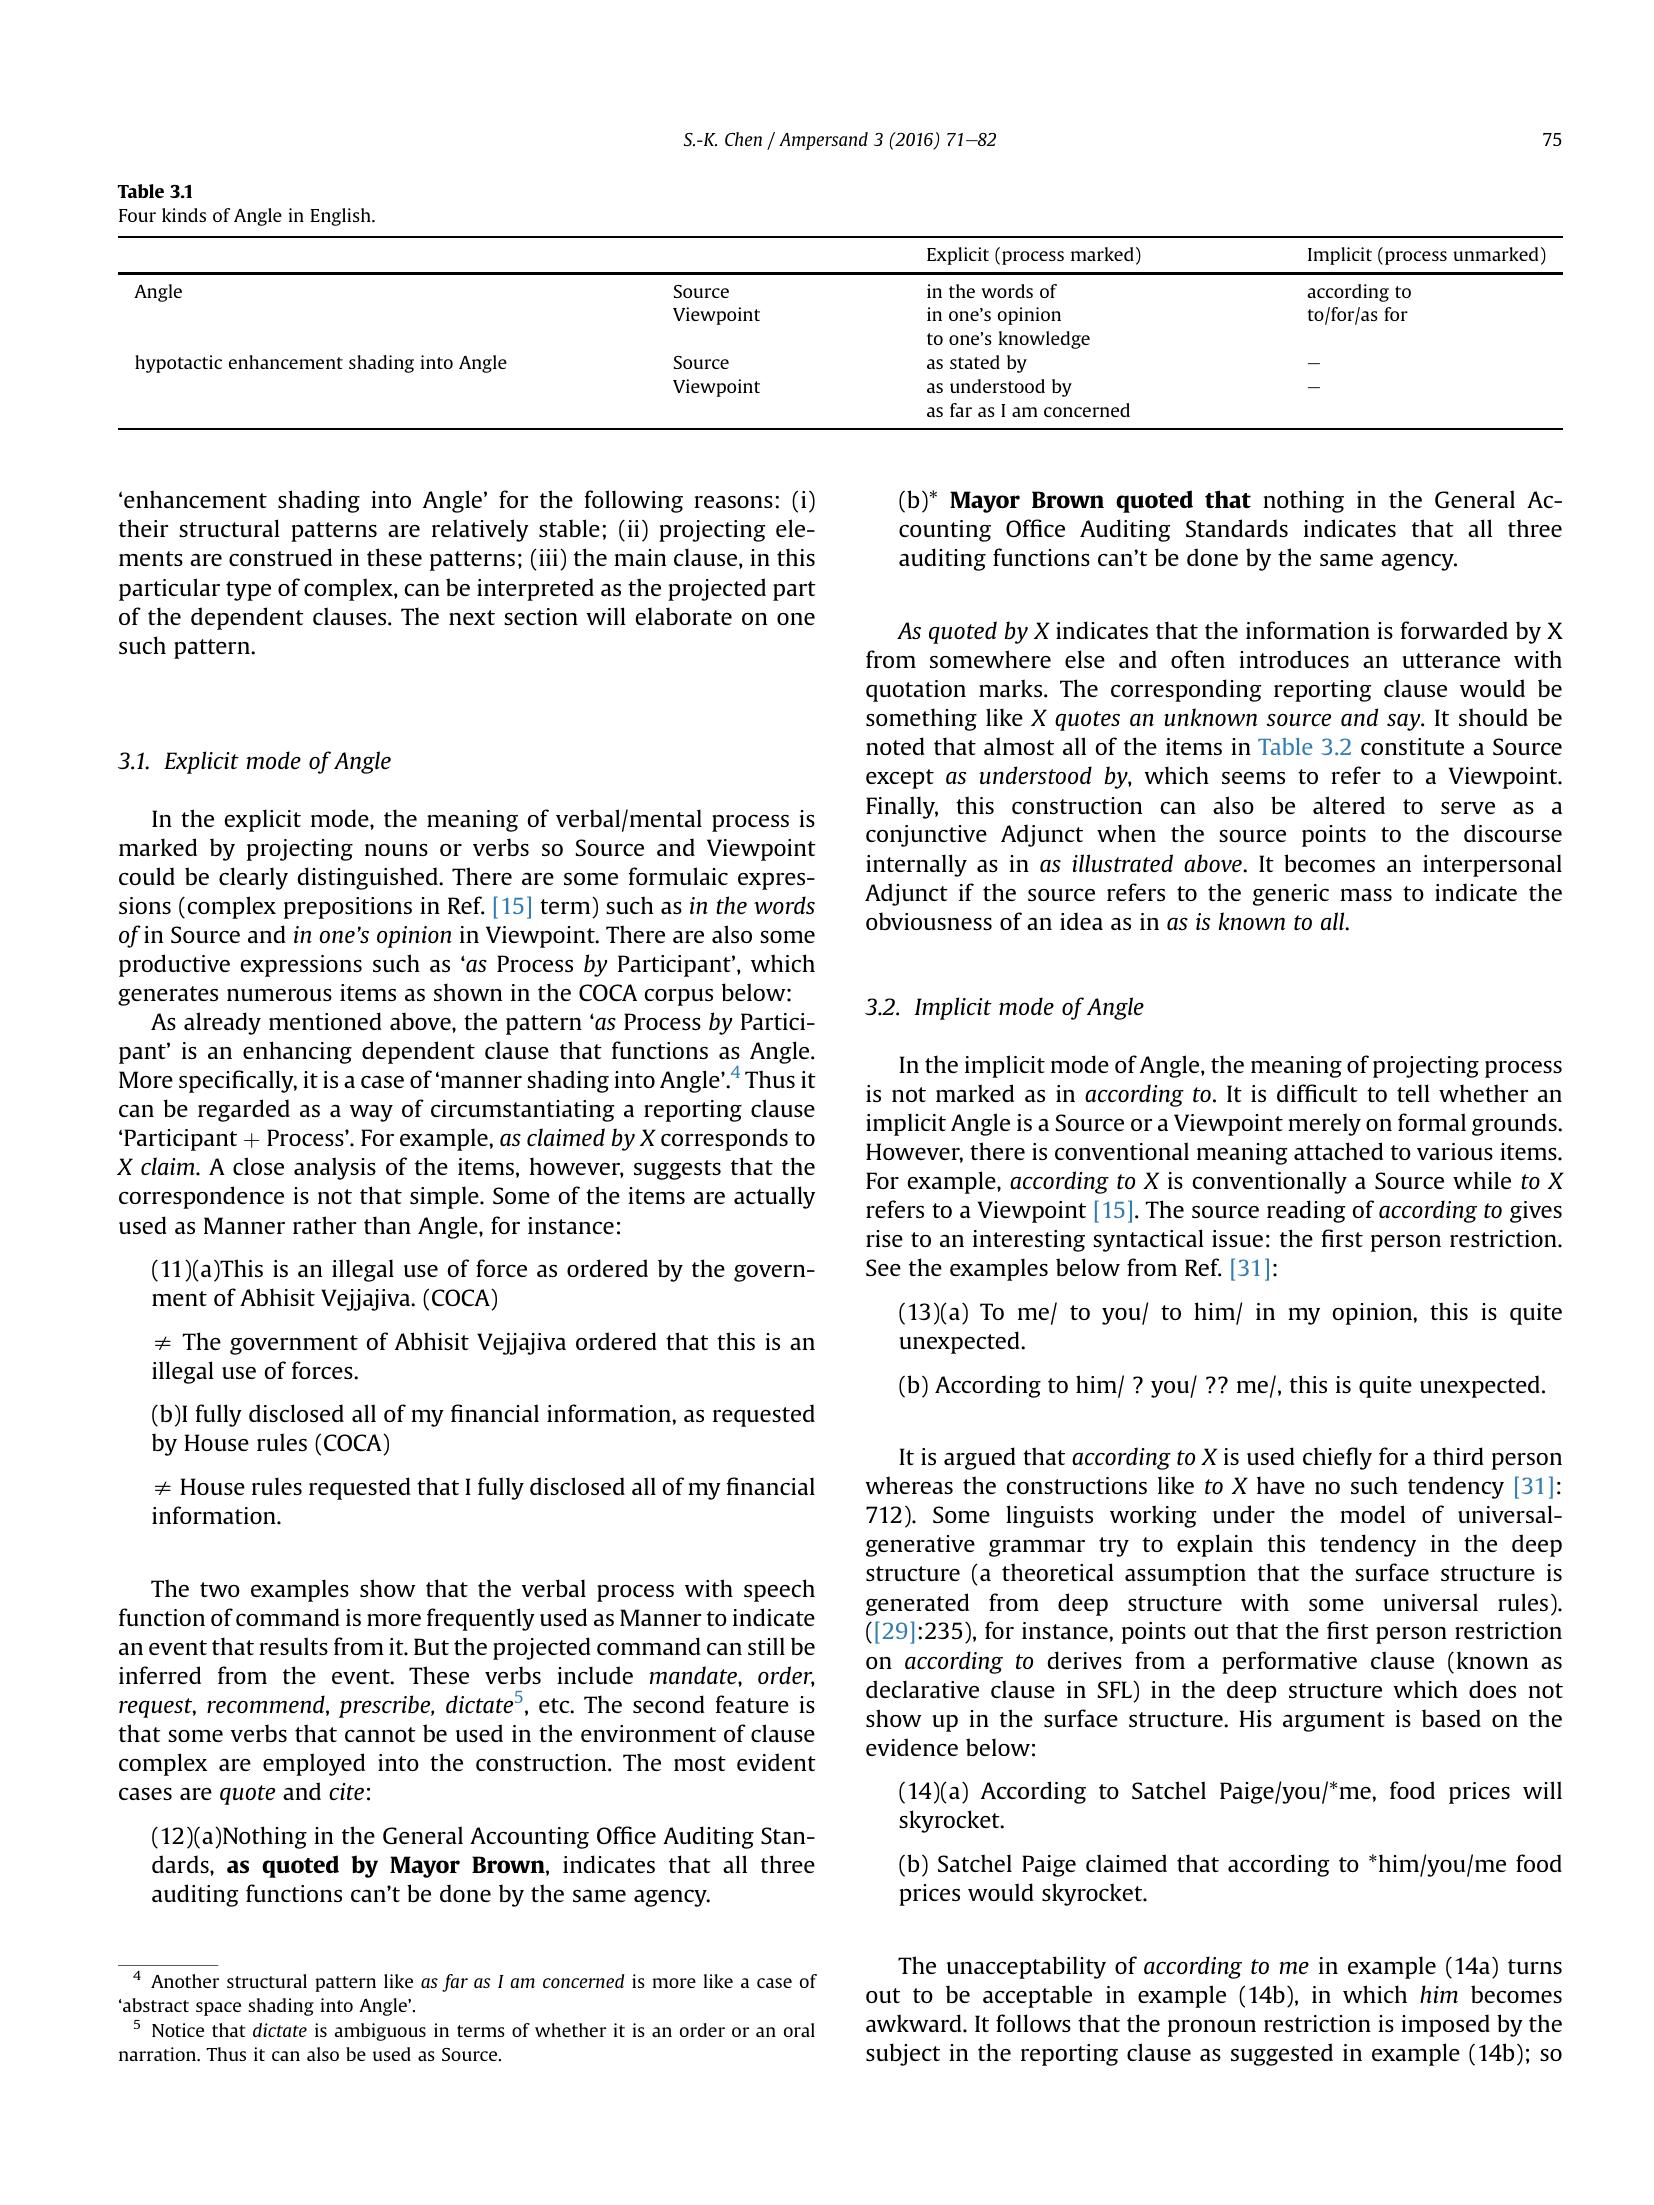 S.-K. Chen / Ampersand 3 (2016) 71–82
75
Table 3.1
Four kinds of Angle in English.
Explicit (process marked) Implicit (process unmarked)
Angle Source in the words of according to
Viewpoint in one's opinion to/for/as for
to one's knowledge
hypotactic enhancement shading into Angle Source as stated by –
Viewpoint as understood by –
as far as I am concerned
'enhancement shading into Angle' for the following reasons: (i)
their structural patterns are relatively stable; (ii) projecting ele-
ments are construed in these patterns; (iii) the main clause, in this
particular type of complex, can be interpreted as the projected part
of the dependent clauses. The next section will elaborate on one
such pattern.
3.1. Explicit mode of Angle
In the explicit mode, the meaning of verbal/mental process is
marked by projecting nouns or verbs so Source and Viewpoint
could be clearly distinguished. There are some formulaic expres-
sions (complex prepositions in Ref. [15] term) such as in the words
of in Source and in one's opinion in Viewpoint. There are also some
productive expressions such as 'as Process by Participant', which
generates numerous items as shown in the COCA corpus below:
As already mentioned above, the pattern 'as Process by Partici-
pant' is an enhancing dependent clause that functions as Angle.
More specifically, it is a case of 'manner shading into Angle'.4 Thus it
can be regarded as a way of circumstantiating a reporting clause
'Participant + Process'. For example, as claimed by X corresponds to
X claim. A close analysis of the items, however, suggests that the
correspondence is not that simple. Some of the items are actually
used as Manner rather than Angle, for instance:
(11)(a)This is an illegal use of force as ordered by the govern-
ment of Abhisit Vejjajiva. (COCA)
≠ The government of Abhisit Vejjajiva ordered that this is an
illegal use of forces.
(b)I fully disclosed all of my financial information, as requested
by House rules (COCA)
≠ House rules requested that I fully disclosed all of my financial
information.
The two examples show that the verbal process with speech
function of command is more frequently used as Manner to indicate
an event that results from it. But the projected command can still be
inferred from the event. These verbs include mandate, order,
request, recommend, prescribe, dictate5, etc. The second feature is
that some verbs that cannot be used in the environment of clause
complex are employed into the construction. The most evident
cases are quote and cite:
(12)(a)Nothing in the General Accounting Office Auditing Stan-
dards, as quoted by Mayor Brown, indicates that all three
auditing functions can't be done by the same agency.
4 Another structural pattern like as far as I am concerned is more like a case of
'abstract space shading into Angle'.
5 Notice that dictate is ambiguous in terms of whether it is an order or an oral
narration. Thus it can also be used as Source.
(b)* Mayor Brown quoted that nothing in the General Ac-
counting Office Auditing Standards indicates that all three
auditing functions can't be done by the same agency.
As quoted by X indicates that the information is forwarded by X
from somewhere else and often introduces an utterance with
quotation marks. The corresponding reporting clause would be
something like X quotes an unknown source and say. It should be
noted that almost all of the items in Table 3.2 constitute a Source
except as understood by, which seems to refer to a Viewpoint.
Finally, this construction can also be altered to serve as a
conjunctive Adjunct when the source points to the discourse
internally as in as illustrated above. It becomes an interpersonal
Adjunct if the source refers to the generic mass to indicate the
obviousness of an idea as in as is known to all.
3.2. Implicit mode of Angle
In the implicit mode of Angle, the meaning of projecting process
is not marked as in according to. It is difficult to tell whether an
implicit Angle is a Source or a Viewpoint merely on formal grounds.
However, there is conventional meaning attached to various items.
For example, according to X is conventionally a Source while to X
refers to a Viewpoint [15]. The source reading of according to gives
rise to an interesting syntactical issue: the first person restriction.
See the examples below from Ref. [31]:
(13)(a) To me/ to you/ to him/ in my opinion, this is quite
unexpected.
(b) According to him/ ? you/ ?? me/, this is quite unexpected.
It is argued that according to X is used chiefly for a third person
whereas the constructions like to X have no such tendency [31]:
712). Some linguists working under the model of universal-
generative grammar try to explain this tendency in the deep
structure (a theoretical assumption that the surface structure is
generated from deep structure with some universal rules).
([29]:235), for instance, points out that the first person restriction
on according to derives from a performative clause (known as
declarative clause in SFL) in the deep structure which does not
show up in the surface structure. His argument is based on the
evidence below:
(14)(a) According to Satchel Paige/you/*me, food prices will
skyrocket.
(b) Satchel Paige claimed that according to *him/you/me food
prices would skyrocket.
The unacceptability of according to me in example (14a) turns
out to be acceptable in example (14b), in which him becomes
awkward. It follows that the pronoun restriction is imposed by the
subject in the reporting clause as suggested in example (14b); so